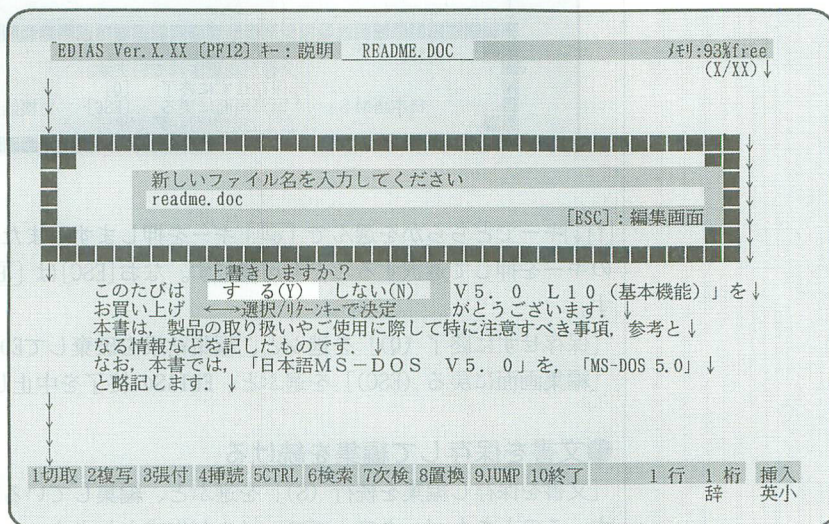 EDIAS Ver.X.XX〔PF12〕キー:説明 README.DOC メモリ:93%free
(X/XX)↓
↓
↓
新しいファイル名を入力してください
readme.doc
[ESC]:編集画面
上書きしますか?
す る(Y) しない(N)
←→選択/リターンキーで決定
このたびは V5.0 L10(基本機能)」を↓
お買い上げ がとうございます.↓
本書は,製品の取り扱いやご使用に際して特に注意すべき事項,参考と↓
なる情報などを記したものです.↓
なお,本書では,「日本語MS-DOS V5.0」を,「MS-DOS 5.0」↓
と略記します.↓
↓
↓
↓
↓
1切取 2複写 3張付 4挿読 5CTRL 6検索 7次検 8置換 9JUMP 10終了 1行 1桁 挿入
辞 英小